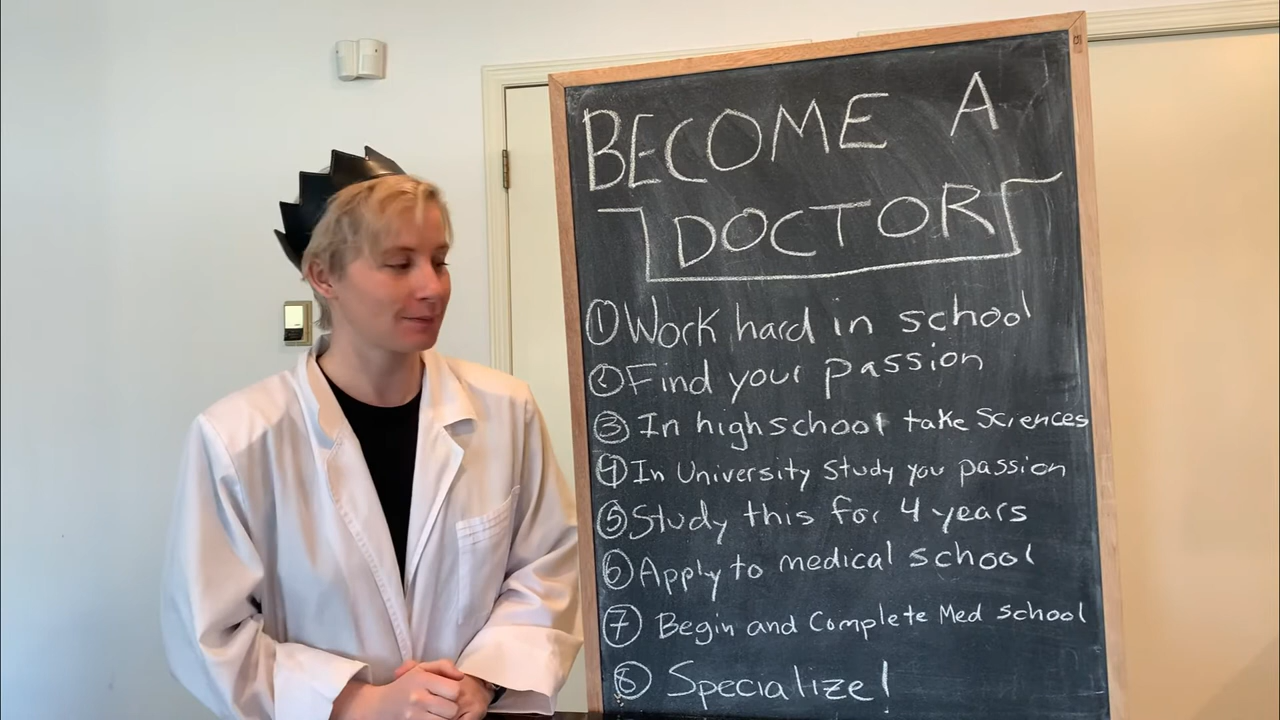 BECOME A
DOCTOR
① Work hard in school
② Find your passion
③ In highschool take Sciences
④ In University Study you passion
⑤ Study this for 4 years
⑥ Apply to medical school
⑦ Begin and Complete Med school
⑧ Specialize!